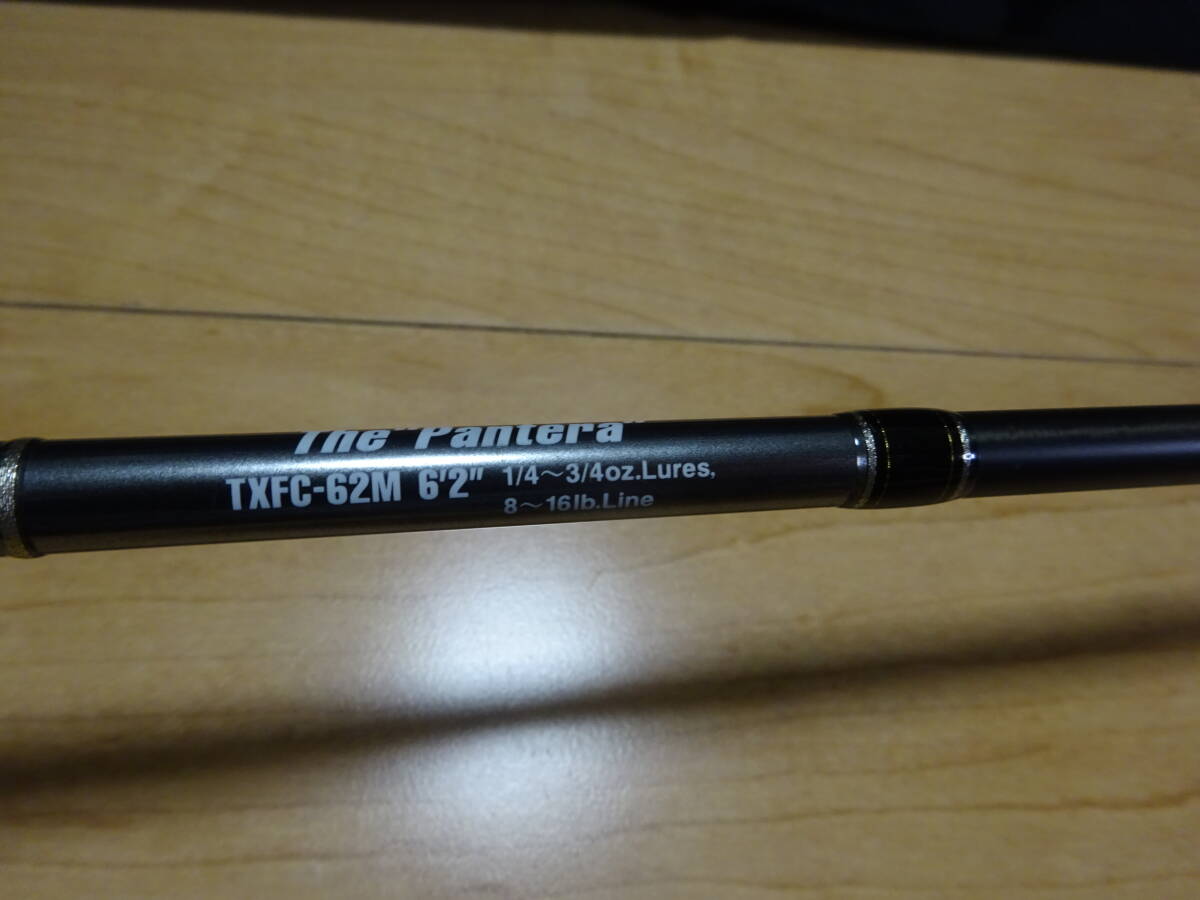 The "Pantera"
TXFC-62M 6'2" 1/4~3/4oz.Lures,
8~16lb.Line